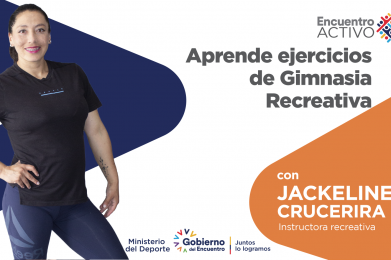 Encuentro
ACTIVO
Aprende ejercicios
de Gimnasia
Recreativa
con
JACKELINE
CRUCERIRA
Instructora recreativa
Ministerio
del Deporte
Gobierno
del Encuentro
Juntos
lo logramos